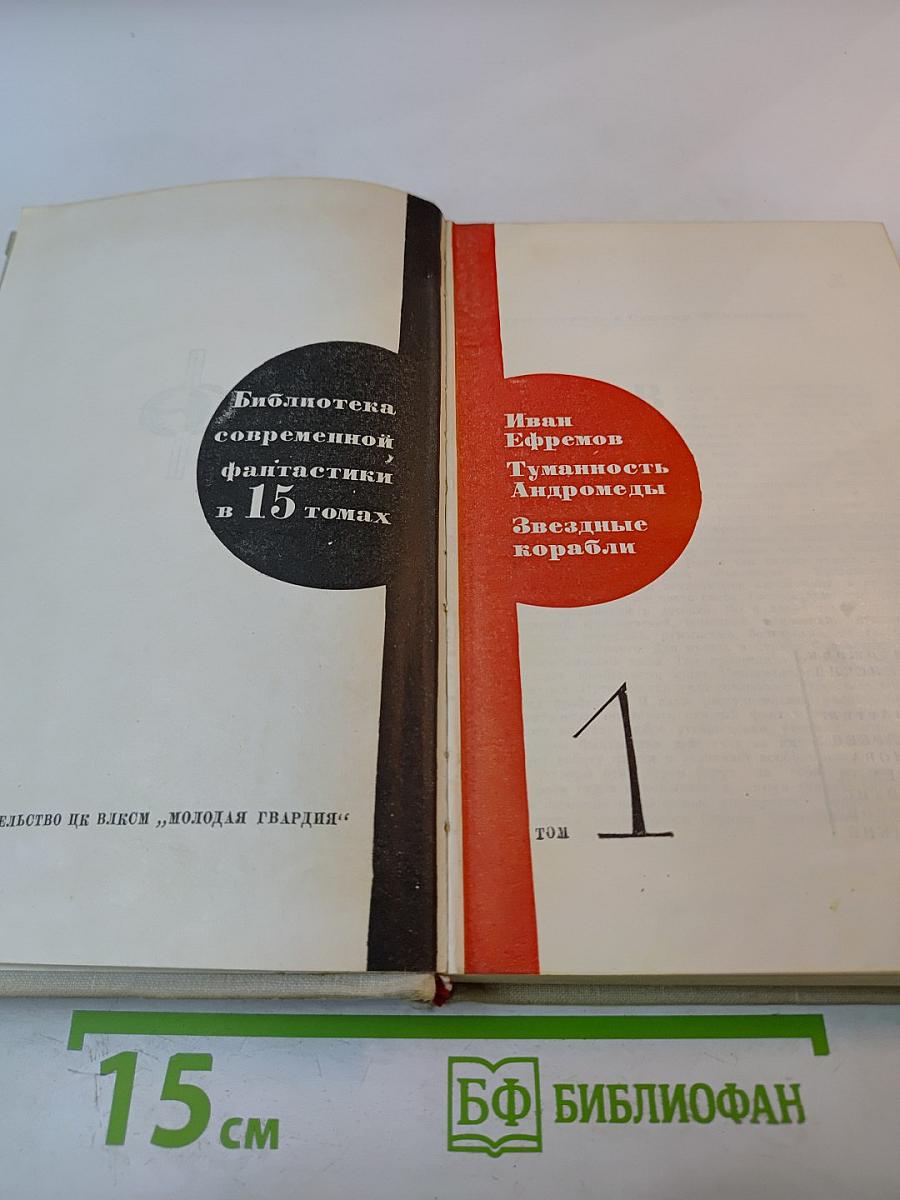 Библиотека
современной
фантастики
в 15 томах
ЕЛЬСТВО ЦК ВЛКСМ „МОЛОДАЯ ГВАРДИЯ“
Иван
Ефремов
Туманность
Андромеды
Звездные
корабли
ТОМ 1
15 см
БФ БИБЛИОФАН